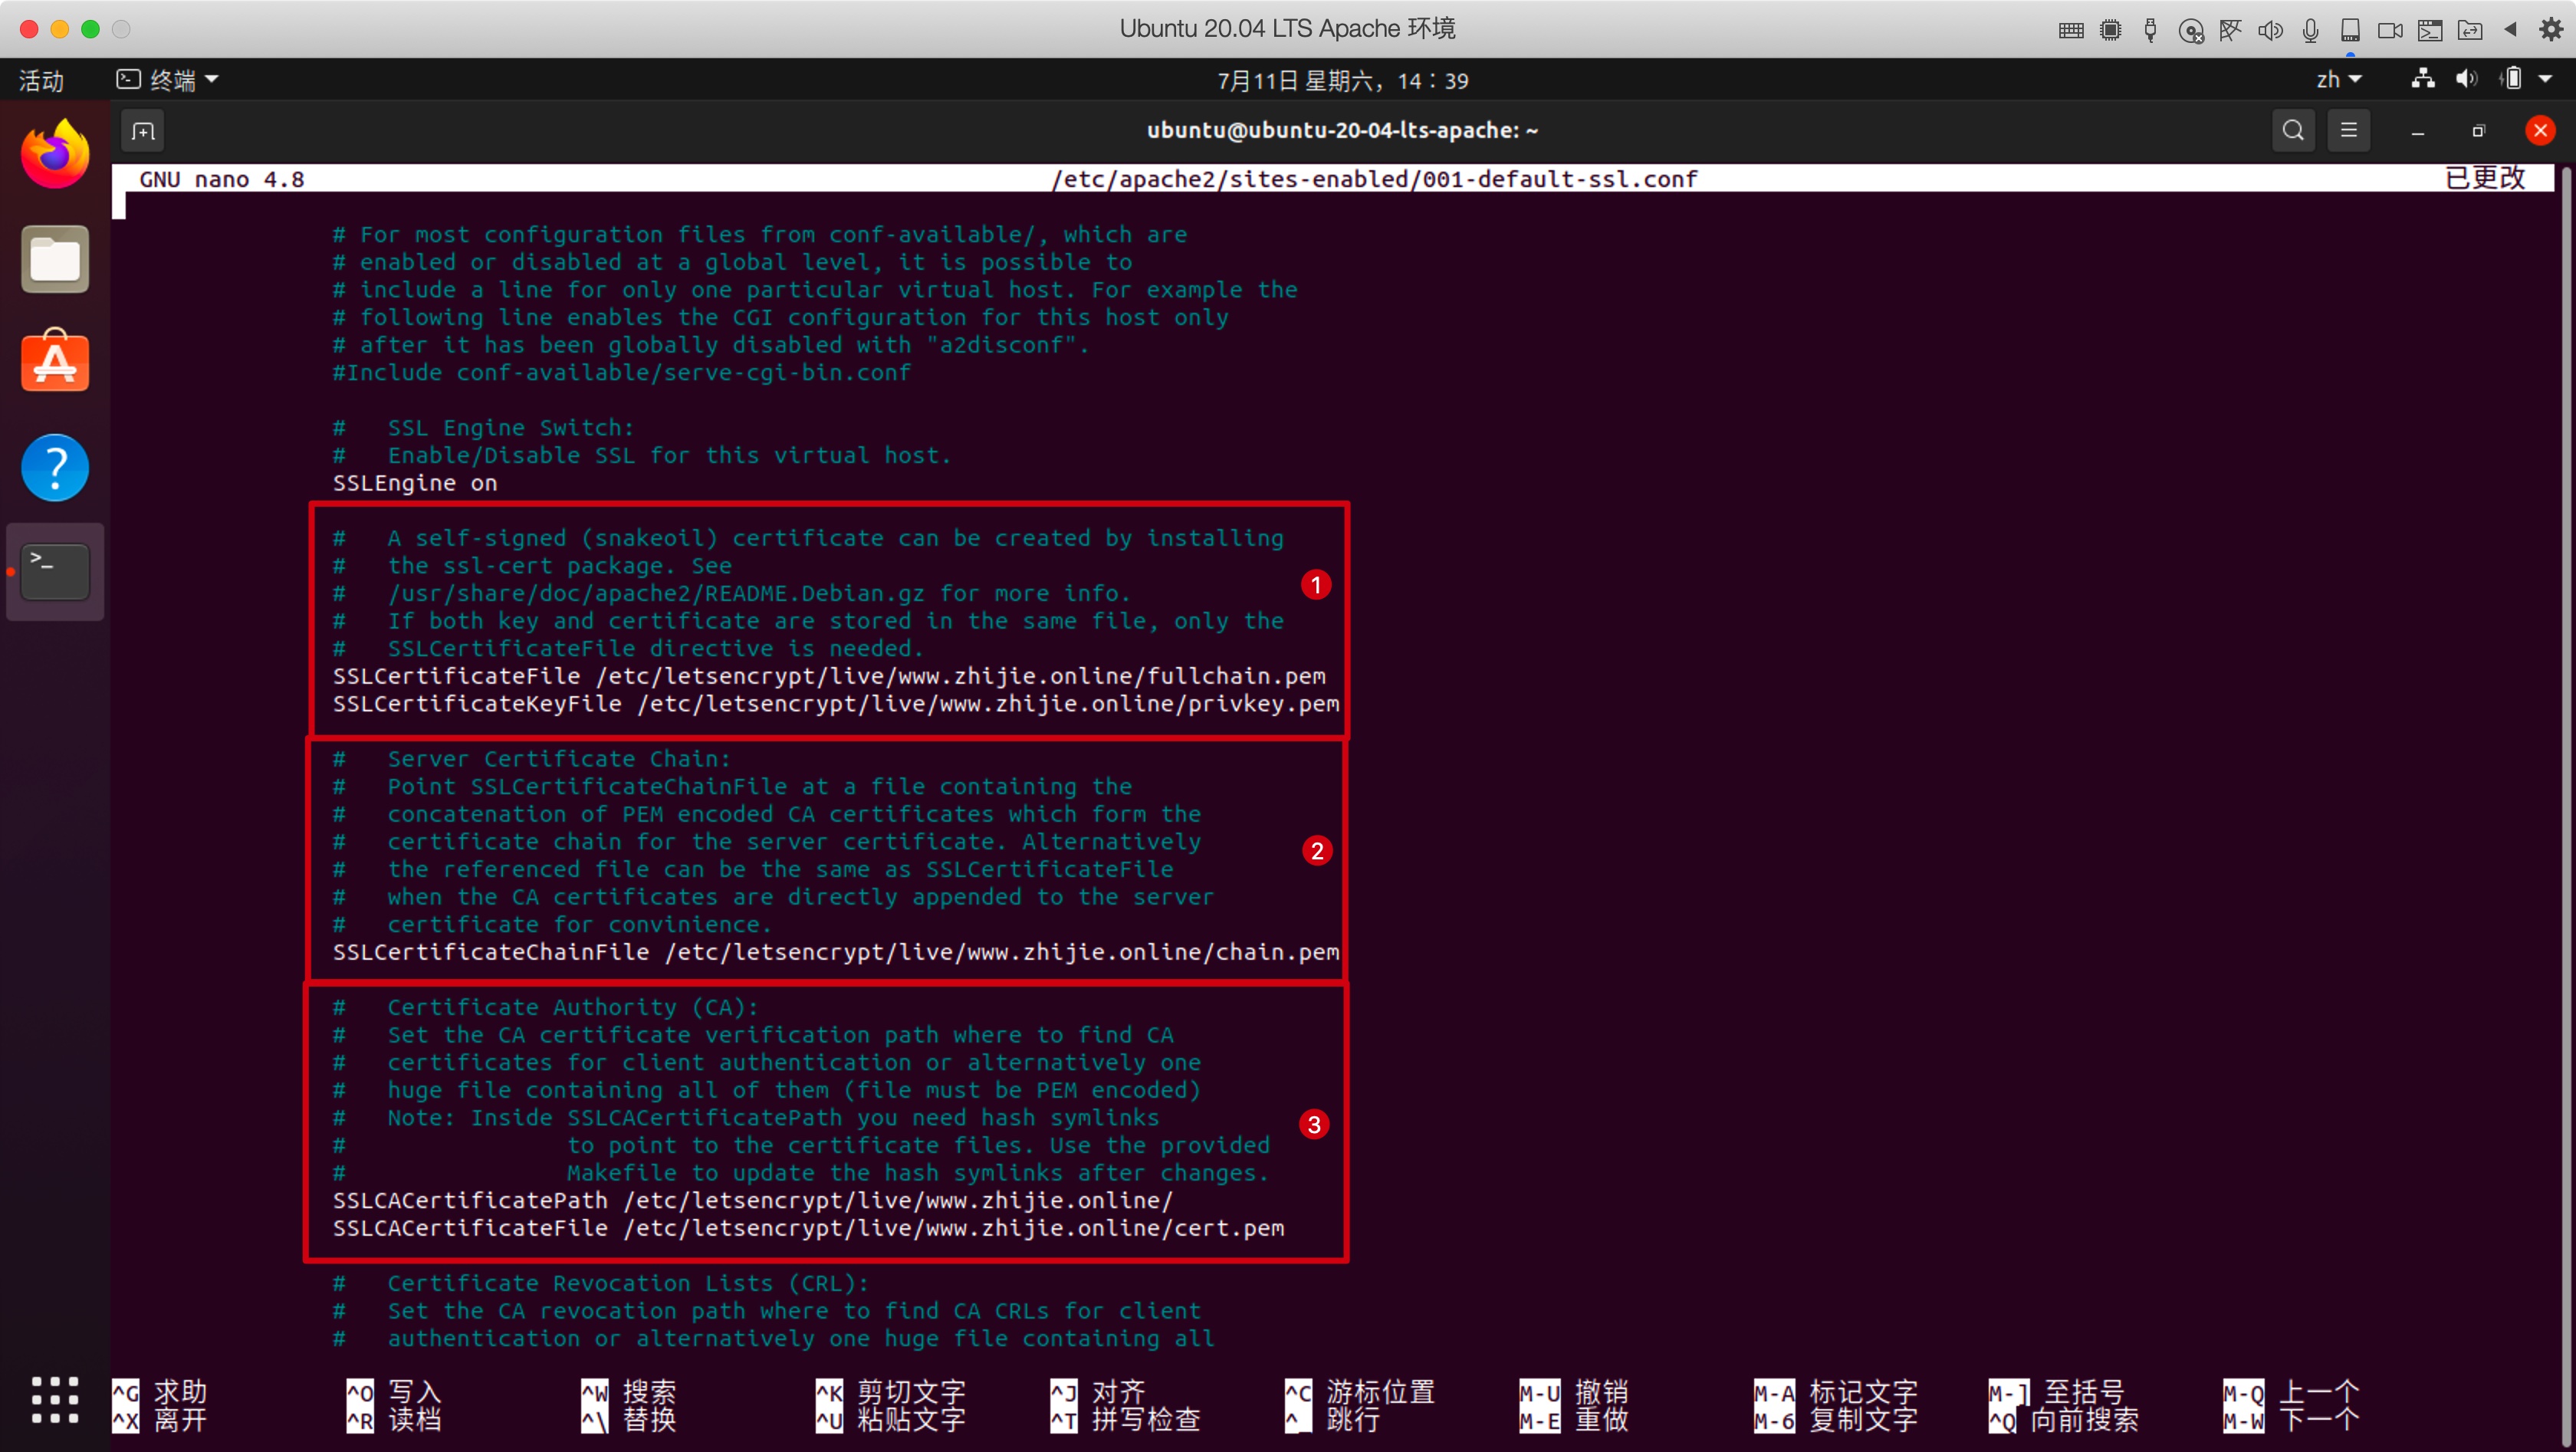 Ubuntu 20.04 LTS Apache 环境
活动
终端
7月11日 星期六，14：39
zh
ubuntu@ubuntu-20-04-lts-apache: ~
GNU nano 4.8 /etc/apache2/sites-enabled/001-default-ssl.conf 已更改
# For most configuration files from conf-available/, which are
# enabled or disabled at a global level, it is possible to
# include a line for only one particular virtual host. For example the
# following line enables the CGI configuration for this host only
# after it has been globally disabled with "a2disconf".
#Include conf-available/serve-cgi-bin.conf
#   SSL Engine Switch:
#   Enable/Disable SSL for this virtual host.
SSLEngine on
#   A self-signed (snakeoil) certificate can be created by installing
#   the ssl-cert package. See
#   /usr/share/doc/apache2/README.Debian.gz for more info.
#   If both key and certificate are stored in the same file, only the
#   SSLCertificateFile directive is needed.
SSLCertificateFile /etc/letsencrypt/live/www.zhijie.online/fullchain.pem
SSLCertificateKeyFile /etc/letsencrypt/live/www.zhijie.online/privkey.pem
1
#   Server Certificate Chain:
#   Point SSLCertificateChainFile at a file containing the
#   concatenation of PEM encoded CA certificates which form the
#   certificate chain for the server certificate. Alternatively
#   the referenced file can be the same as SSLCertificateFile
#   when the CA certificates are directly appended to the server
#   certificate for convinience.
SSLCertificateChainFile /etc/letsencrypt/live/www.zhijie.online/chain.pem
2
#   Certificate Authority (CA):
#   Set the CA certificate verification path where to find CA
#   certificates for client authentication or alternatively one
#   huge file containing all of them (file must be PEM encoded)
#   Note: Inside SSLCACertificatePath you need hash symlinks
#                to point to the certificate files. Use the provided
#                Makefile to update the hash symlinks after changes.
SSLCACertificatePath /etc/letsencrypt/live/www.zhijie.online/
SSLCACertificateFile /etc/letsencrypt/live/www.zhijie.online/cert.pem
3
#   Certificate Revocation Lists (CRL):
#   Set the CA revocation path where to find CA CRLs for client
#   authentication or alternatively one huge file containing all
^G 求助 ^O 写入 ^W 搜索 ^K 剪切文字 ^J 对齐 ^C 游标位置 M-U 撤销 M-A 标记文字 M-] 至括号 M-Q 上一个
^X 离开 ^R 读档 ^\ 替换 ^U 粘贴文字 ^T 拼写检查 ^_ 跳行 M-E 重做 M-6 复制文字 ^Q 向前搜索 M-W 下一个